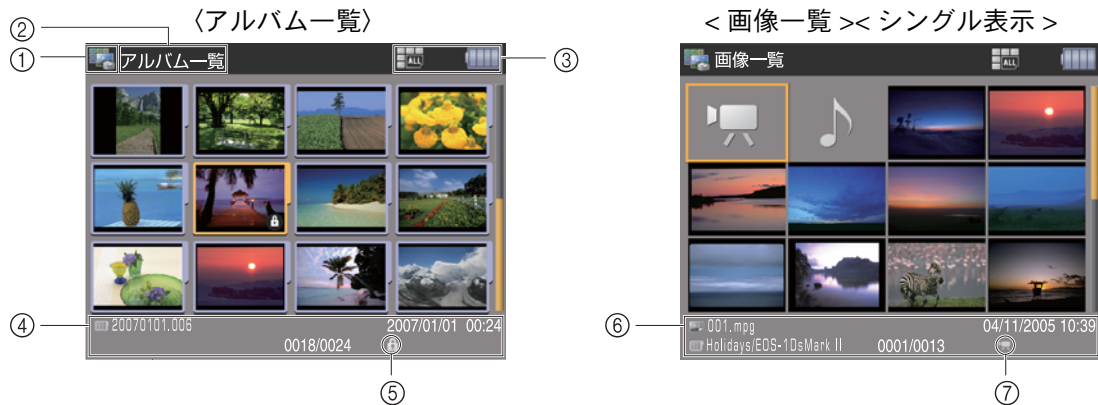 〈アルバム一覧〉
②
①
アルバム一覧
ALL
③
④
20070101.006
2007/01/01 00:24
0018/0024
⑤
< 画像一覧 >< シングル表示 >
画像一覧
ALL
⑥
001.mpg
04/11/2005 10:39
Holidays/EOS-1DsMark II
0001/0013
⑦